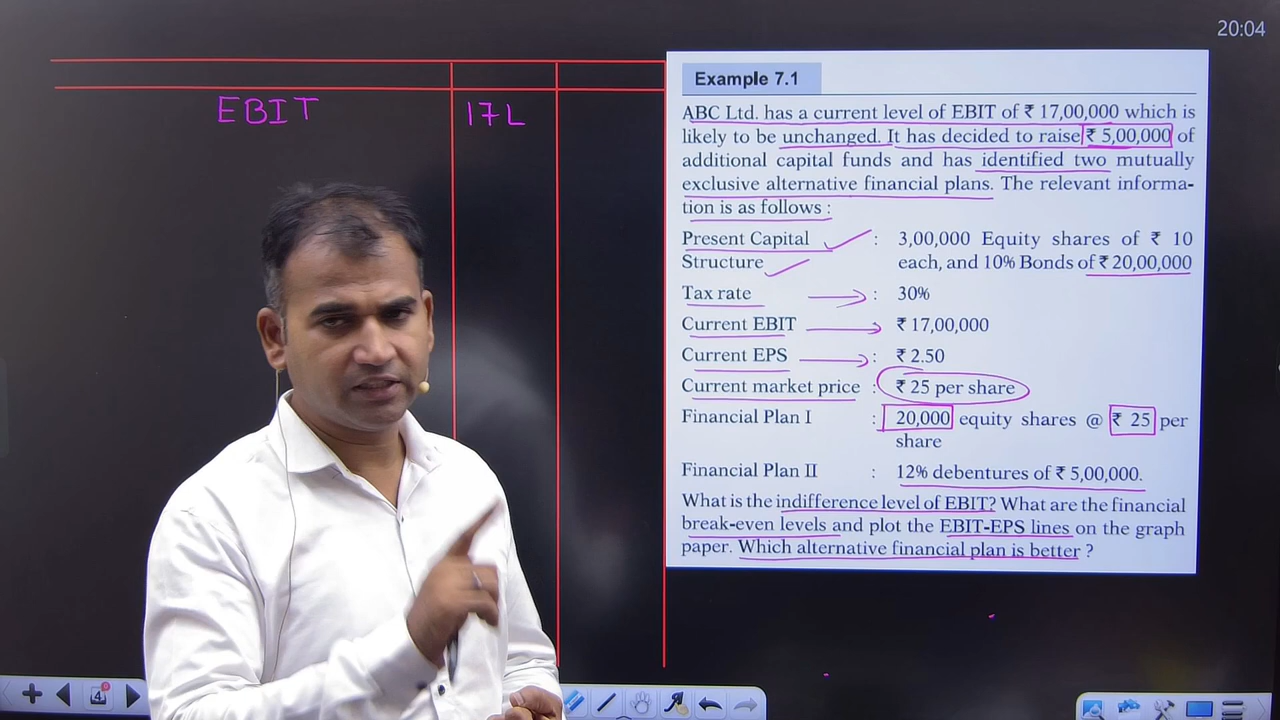 20:04
EBIT 17 L
Example 7.1
ABC Ltd. has a current level of EBIT of ₹ 17,00,000 which is
likely to be unchanged. It has decided to raise ₹ 5,00,000 of
additional capital funds and has identified two mutually
exclusive alternative financial plans. The relevant informa-
tion is as follows :
Present Capital : 3,00,000 Equity shares of ₹ 10
Structure each, and 10% Bonds of ₹ 20,00,000
Tax rate : 30%
Current EBIT : ₹ 17,00,000
Current EPS : ₹ 2.50
Current market price : ₹ 25 per share
Financial Plan I : 20,000 equity shares @ ₹ 25 per
share
Financial Plan II : 12% debentures of ₹ 5,00,000.
What is the indifference level of EBIT? What are the financial
break-even levels and plot the EBIT-EPS lines on the graph
paper. Which alternative financial plan is better ?
4